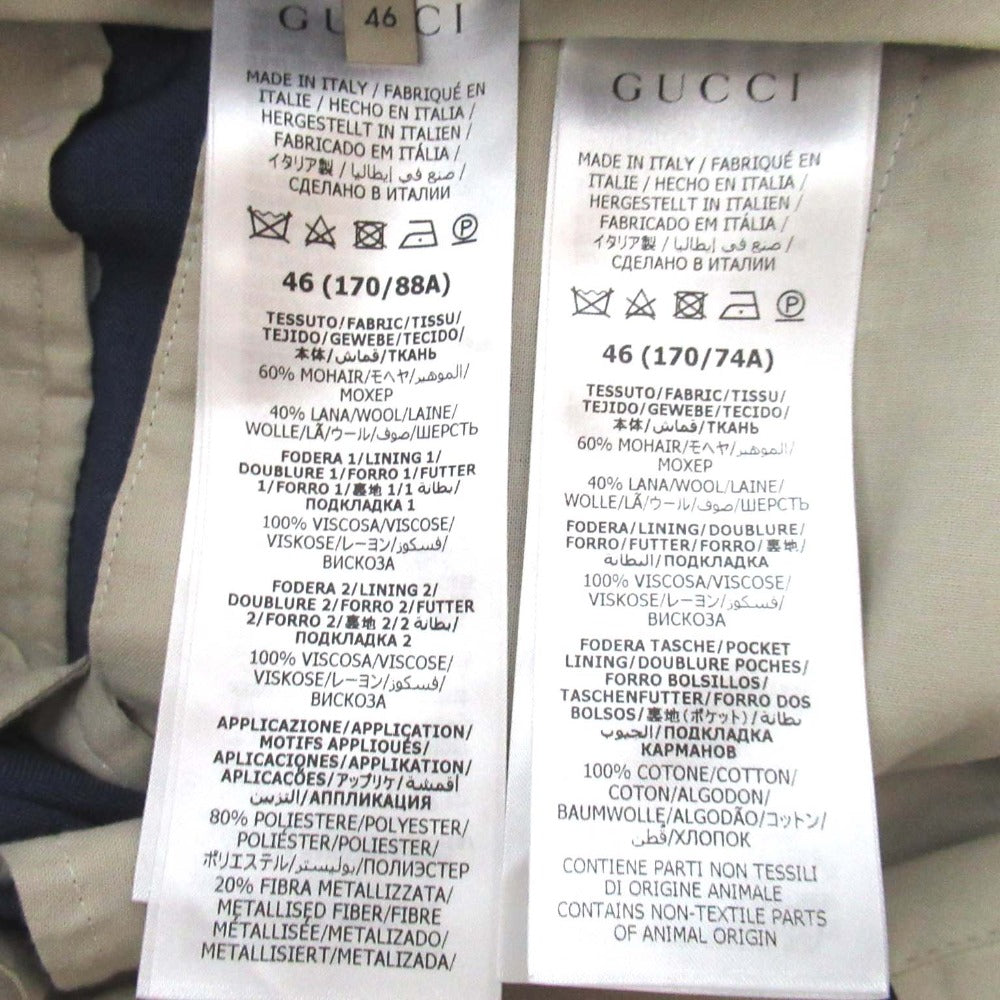 GUCCI
46
MADE IN ITALY / FABRIQUÉ EN
ITALIE / HECHO EN ITALIA /
HERGESTELLT IN ITALIEN /
FABRICADO EM ITÁLIA /
イタリア製 / صنع في إيطاليا /
СДЕЛАНО В ИТАЛИИ
P
46 (170/88A)
TESSUTO/FABRIC/TISSU/
TEJIDO/GEWEBE/TECIDO/
本体/قماش/ТКАНЬ
60% MOHAIR/モヘヤ/الموهير/
МОХЕР
40% LANA/WOOL/LAINE/
WOLLE/LÃ/ウール/صوف/ШЕРСТЬ
FODERA 1/LINING 1/
DOUBLURE 1/FORRO 1/FUTTER
1/FORRO 1/裏地 1/1 بطانة/
ПОДКЛАДКА 1
100% VISCOSA/VISCOSE/
VISKOSE/レーヨン/فسكوز/
ВИСКОЗА
FODERA 2/LINING 2/
DOUBLURE 2/FORRO 2/FUTTER
2/FORRO 2/裏地 2/2 بطانة/
ПОДКЛАДКА 2
100% VISCOSA/VISCOSE/
VISKOSE/レーヨン/فسكوز/
ВИСКОЗА
APPLICAZIONE/APPLICATION/
MOTIFS APPLIQUÉS/
APLICACIONES/APPLIKATION/
APLICAÇÕES/アップリケ/أقمشة
التزيين/АППЛИКАЦИЯ
80% POLIESTERE/POLYESTER/
POLYESTER/POLIÉSTER/
ポリエステル/بوليستر/ПОЛИЭСТЕР
20% FIBRA METALLIZZATA/
METALLISED FIBER/FIBRE
MÉTALLISÉE/METALIZADO/
METALLISIERT/METALIZADA/
GUCCI
MADE IN ITALY / FABRIQUÉ EN
ITALIE / HECHO EN ITALIA /
HERGESTELLT IN ITALIEN /
FABRICADO EM ITÁLIA /
イタリア製 / صنع في إيطاليا /
СДЕЛАНО В ИТАЛИИ
P
46 (170/74A)
TESSUTO/FABRIC/TISSU/
TEJIDO/GEWEBE/TECIDO/
本体/قماش/ТКАНЬ
60% MOHAIR/モヘヤ/الموهير/
МОХЕР
40% LANA/WOOL/LAINE/
WOLLE/LÃ/ウール/صوف/ШЕРСТЬ
FODERA/LINING/DOUBLURE/
FORRO/FUTTER/FORRO/裏地/
البطانة/ПОДКЛАДКА
100% VISCOSA/VISCOSE/
VISKOSE/レーヨン/فسكوز/
ВИСКОЗА
FODERA TASCHE/POCKET
LINING/DOUBLURE POCHES/
FORRO BOLSILLOS/
TASCHENFUTTER/FORRO DOS
BOLSOS/裏地(ポケット)/بطانة
الجيوب/ПОДКЛАДКА
КАРМАНОВ
100% COTONE/COTTON/
COTON/ALGODON/
BAUMWOLLE/ALGODÃO/コットン/
قطن/ХЛОПОК
CONTIENE PARTI NON TESSILI
DI ORIGINE ANIMALE
CONTAINS NON-TEXTILE PARTS
OF ANIMAL ORIGIN